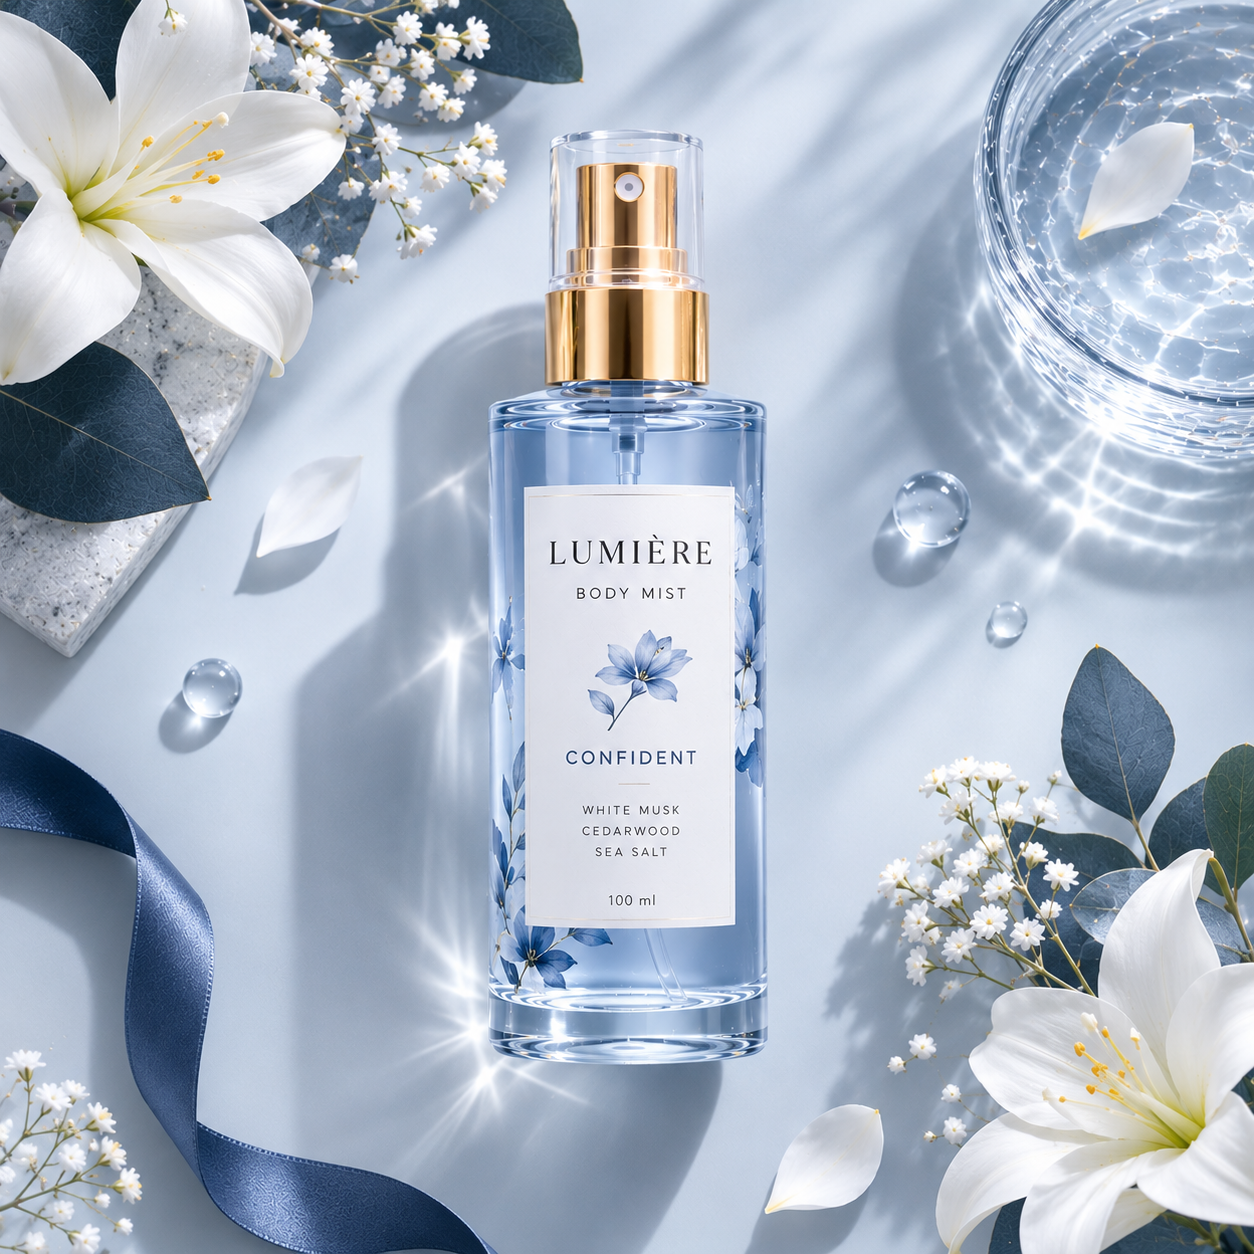 LUMIÈRE
BODY MIST
CONFIDENT
WHITE MUSK
CEDARWOOD
SEA SALT
100 ml